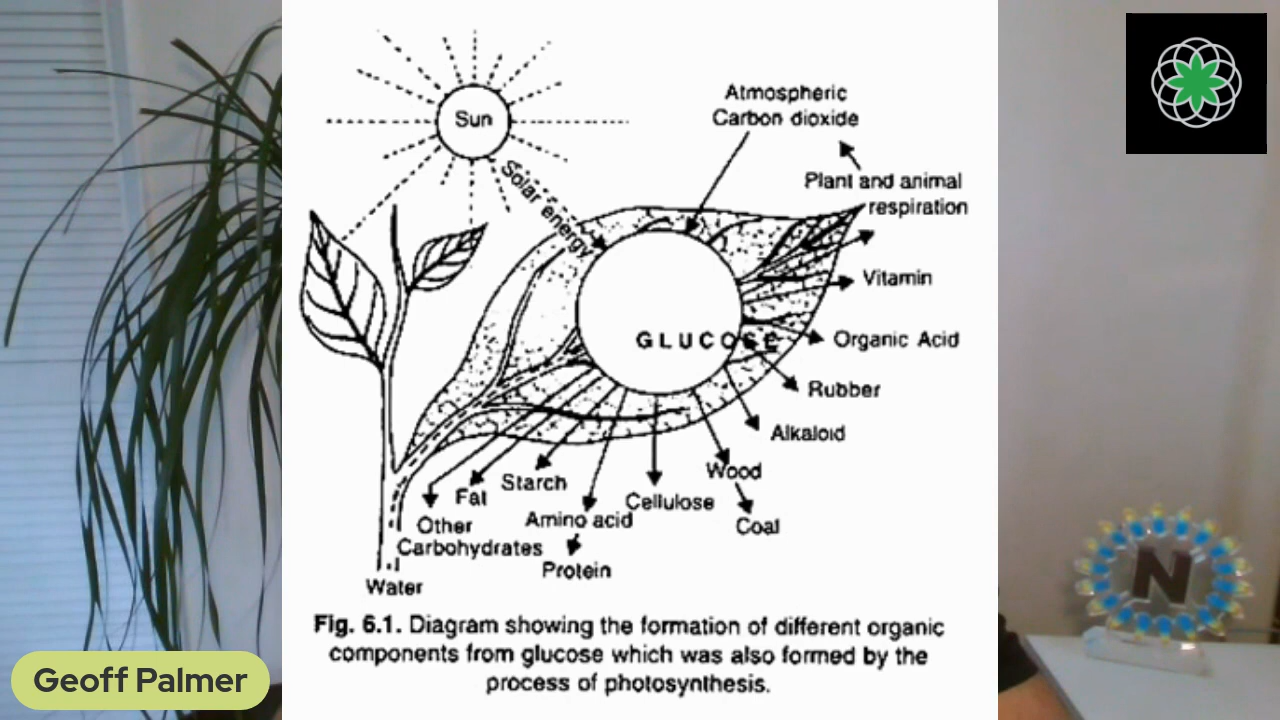 Sun
Solar energy
Atmospheric
Carbon dioxide
Plant and animal
respiration
Vitamin
GLUCOSE
Organic Acid
Rubber
Alkaloid
Wood
Coal
Cellulose
Starch
Amino acid
Protein
Fat
Other
Carbohydrates
Water
Fig. 6.1. Diagram showing the formation of different organic
components from glucose which was also formed by the
process of photosynthesis.
N
Geoff Palmer